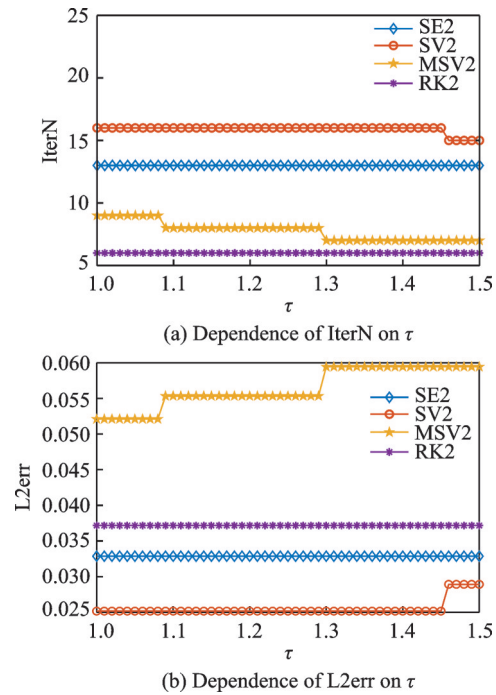 25
20
15
10
5
IterN
SE2
SV2
MSV2
RK2
1.0 1.1 1.2 1.3 1.4 1.5
τ
(a) Dependence of IterN on τ
0.060
0.055
0.050
0.045
0.040
0.035
0.030
0.025
L2err
SE2
SV2
MSV2
RK2
1.0 1.1 1.2 1.3 1.4 1.5
τ
(b) Dependence of L2err on τ